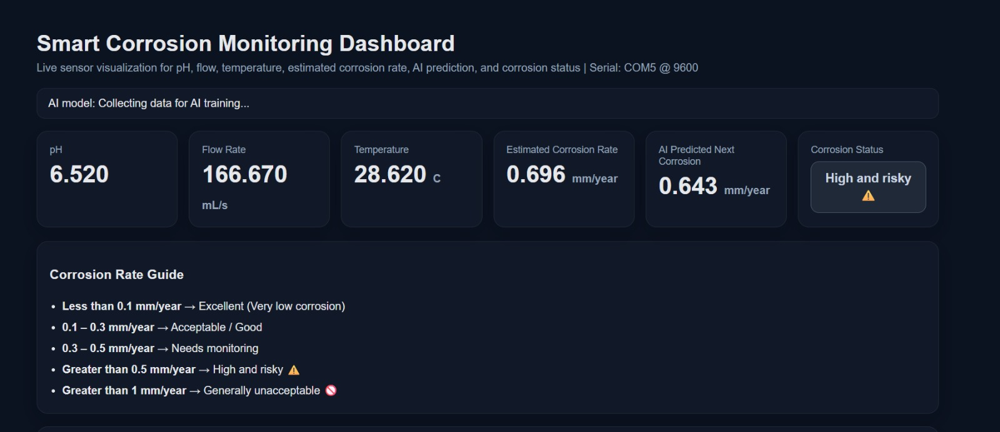 Smart Corrosion Monitoring Dashboard
Live sensor visualization for pH, flow, temperature, estimated corrosion rate, AI prediction, and corrosion status | Serial: COM5 @ 9600
AI model: Collecting data for AI training...
pH
6.520
Flow Rate
166.670
mL/s
Temperature
28.620 C
Estimated Corrosion Rate
0.696 mm/year
AI Predicted Next
Corrosion
0.643 mm/year
Corrosion Status
High and risky
⚠️
Corrosion Rate Guide
• Less than 0.1 mm/year → Excellent (Very low corrosion)
• 0.1 – 0.3 mm/year → Acceptable / Good
• 0.3 – 0.5 mm/year → Needs monitoring
• Greater than 0.5 mm/year → High and risky ⚠️
• Greater than 1 mm/year → Generally unacceptable 🚫